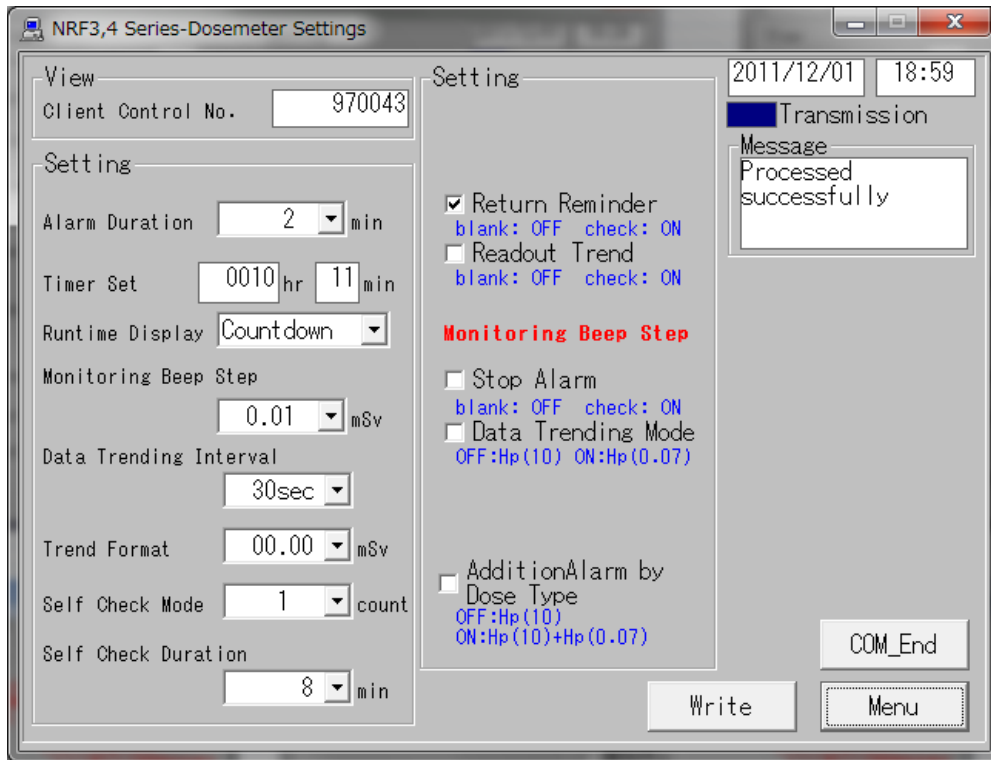 NRF3,4 Series-Dosemeter Settings
View
Client Control No. 970043
Setting
Alarm Duration 2 min
Timer Set 0010 hr 11 min
Runtime Display Countdown
Monitoring Beep Step
0.01 mSv
Data Trending Interval
30sec
Trend Format 00.00 mSv
Self Check Mode 1 count
Self Check Duration
8 min
Setting
Return Reminder
blank: OFF check: ON
Readout Trend
blank: OFF check: ON
Monitoring Beep Step
Stop Alarm
blank: OFF check: ON
Data Trending Mode
OFF:Hp(10) ON:Hp(0.07)
AdditionAlarm by
Dose Type
OFF:Hp(10)
ON:Hp(10)+Hp(0.07)
2011/12/01 18:59
Transmission
Message
Processed
successfully
COM_End
Write
Menu